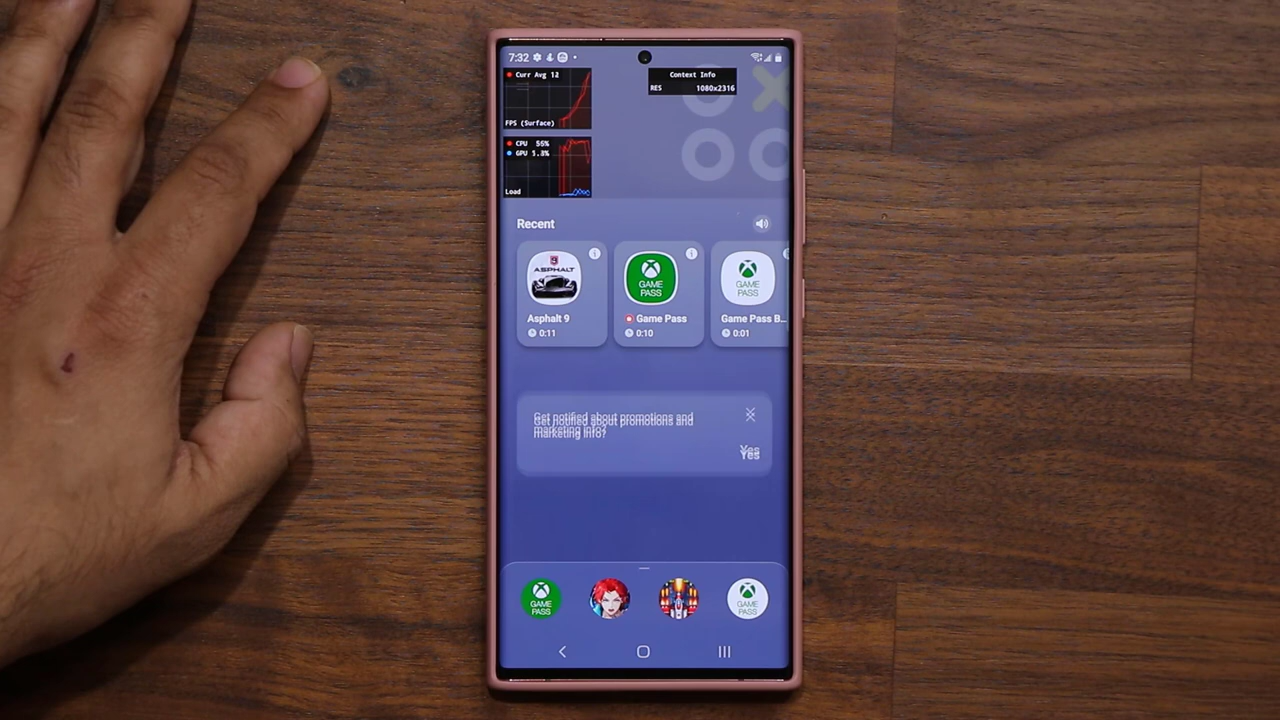 7:32
Curr Avg 12
FPS (Surface)
Context Info
RES 1080x2316
CPU 56%
GPU 1.8%
Load
Recent
ASPHALT
GAME
PASS
GAME
PASS
Asphalt 9
Game Pass
Game Pass B...
0:11
0:10
0:01
Get notified about promotions and
marketing info?
Yes
GAME
PASS
GAME
PASS